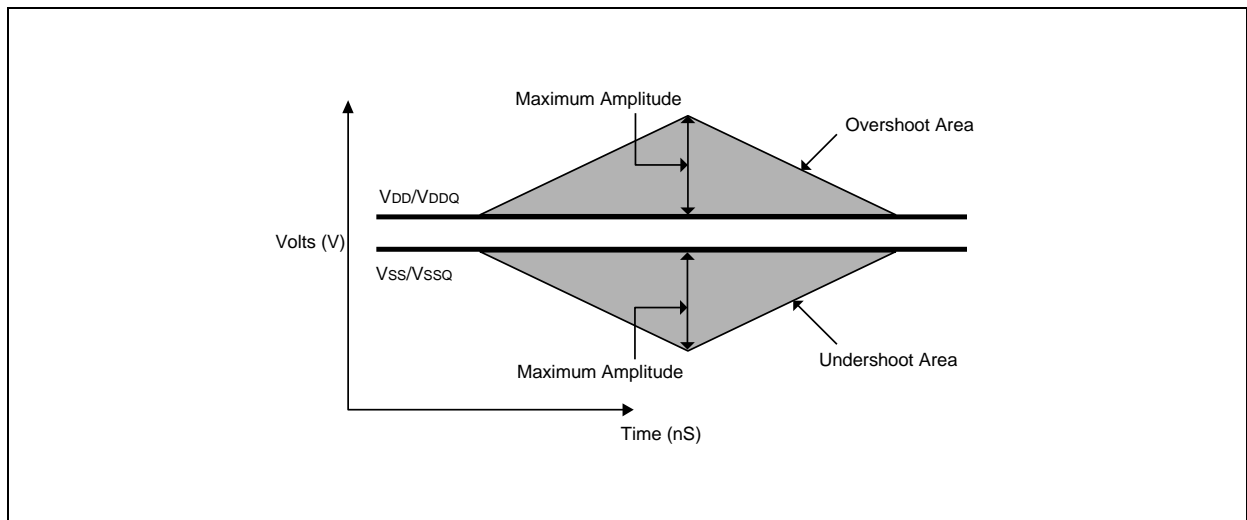 Maximum Amplitude
Overshoot Area
VDD/VDDQ
Volts (V)
VSS/VSSQ
Undershoot Area
Maximum Amplitude
Time (nS)